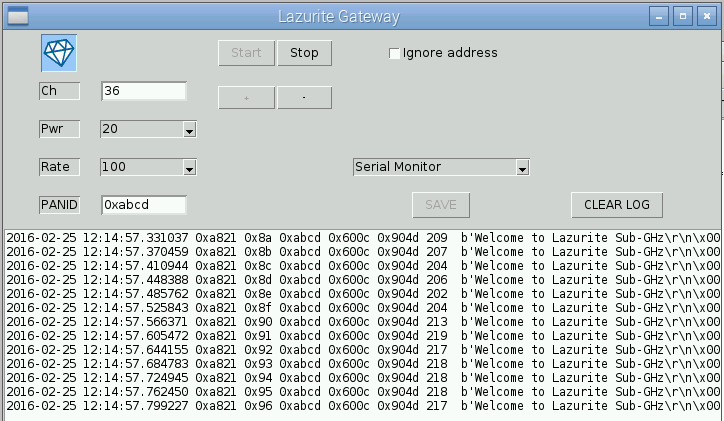 Lazurite Gateway
Start Stop Ignore address
Ch 36
+ -
Pwr 20
Rate 100 Serial Monitor
PANID 0xabcd SAVE CLEAR LOG
2016-02-25 12:14:57.331037 0xa821 0x8a 0xabcd 0x600c 0x904d 209 b'Welcome to Lazurite Sub-GHz\r\n\x00
2016-02-25 12:14:57.370459 0xa821 0x8b 0xabcd 0x600c 0x904d 207 b'Welcome to Lazurite Sub-GHz\r\n\x00
2016-02-25 12:14:57.410944 0xa821 0x8c 0xabcd 0x600c 0x904d 204 b'Welcome to Lazurite Sub-GHz\r\n\x00
2016-02-25 12:14:57.448388 0xa821 0x8d 0xabcd 0x600c 0x904d 206 b'Welcome to Lazurite Sub-GHz\r\n\x00
2016-02-25 12:14:57.485762 0xa821 0x8e 0xabcd 0x600c 0x904d 202 b'Welcome to Lazurite Sub-GHz\r\n\x00
2016-02-25 12:14:57.525843 0xa821 0x8f 0xabcd 0x600c 0x904d 204 b'Welcome to Lazurite Sub-GHz\r\n\x00
2016-02-25 12:14:57.566371 0xa821 0x90 0xabcd 0x600c 0x904d 213 b'Welcome to Lazurite Sub-GHz\r\n\x00
2016-02-25 12:14:57.605472 0xa821 0x91 0xabcd 0x600c 0x904d 219 b'Welcome to Lazurite Sub-GHz\r\n\x00
2016-02-25 12:14:57.644155 0xa821 0x92 0xabcd 0x600c 0x904d 217 b'Welcome to Lazurite Sub-GHz\r\n\x00
2016-02-25 12:14:57.684783 0xa821 0x93 0xabcd 0x600c 0x904d 218 b'Welcome to Lazurite Sub-GHz\r\n\x00
2016-02-25 12:14:57.724945 0xa821 0x94 0xabcd 0x600c 0x904d 218 b'Welcome to Lazurite Sub-GHz\r\n\x00
2016-02-25 12:14:57.762450 0xa821 0x95 0xabcd 0x600c 0x904d 218 b'Welcome to Lazurite Sub-GHz\r\n\x00
2016-02-25 12:14:57.799227 0xa821 0x96 0xabcd 0x600c 0x904d 217 b'Welcome to Lazurite Sub-GHz\r\n\x00